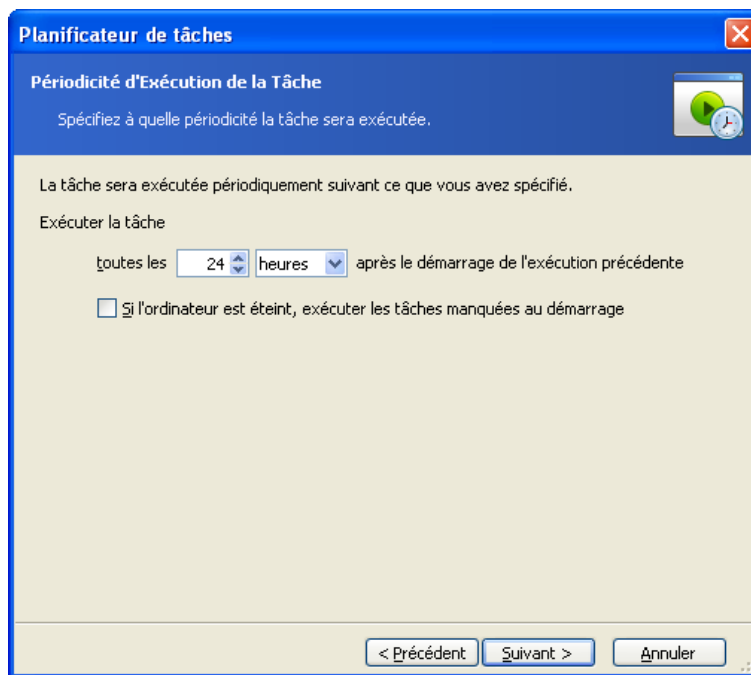 Planificateur de tâches
Périodicité d'Exécution de la Tâche
Spécifiez à quelle périodicité la tâche sera exécutée.
La tâche sera exécutée périodiquement suivant ce que vous avez spécifié.
Exécuter la tâche
toutes les 24 heures après le démarrage de l'exécution précédente
Si l'ordinateur est éteint, exécuter les tâches manquées au démarrage
< Précédent Suivant > Annuler